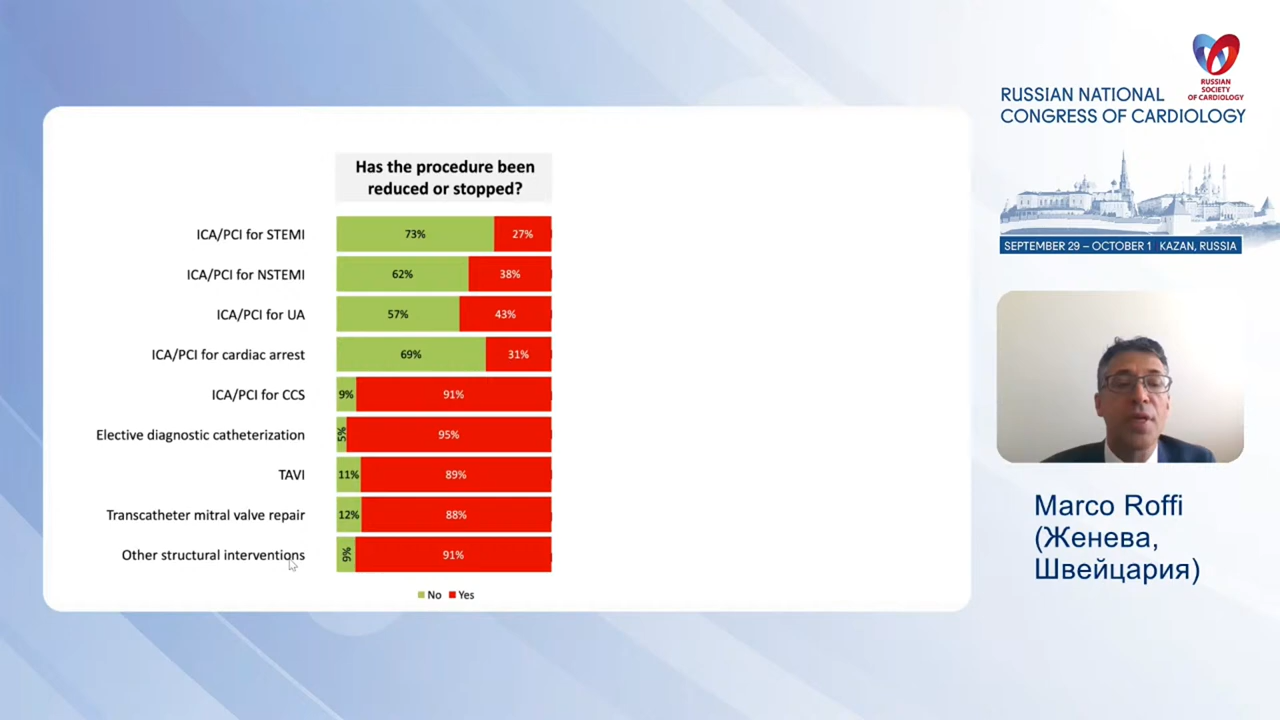 RUSSIAN
SOCIETY
OF CARDIOLOGY
RUSSIAN NATIONAL
CONGRESS OF CARDIOLOGY
SEPTEMBER 29 – OCTOBER 1 KAZAN, RUSSIA
Has the procedure been
reduced or stopped?
ICA/PCI for STEMI 73% 27%
ICA/PCI for NSTEMI 62% 38%
ICA/PCI for UA 57% 43%
ICA/PCI for cardiac arrest 69% 31%
ICA/PCI for CCS 9% 91%
Elective diagnostic catheterization 5% 95%
TAVI 11% 89%
Transcatheter mitral valve repair 12% 88%
Other structural interventions 9% 91%
No Yes
Marco Roffi
(Женева,
Швейцария)